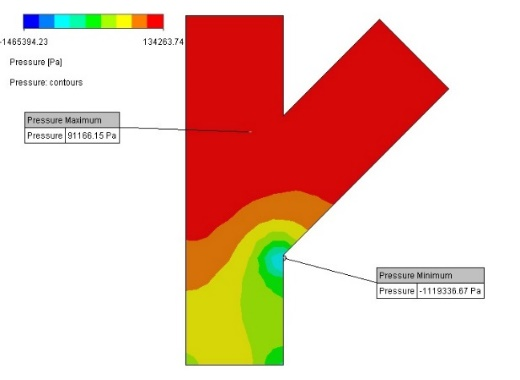 -1465394.23 134263.74
Pressure [Pa]
Pressure: contours
Pressure Maximum
Pressure 91166.15 Pa
Pressure Minimum
Pressure -1119336.67 Pa